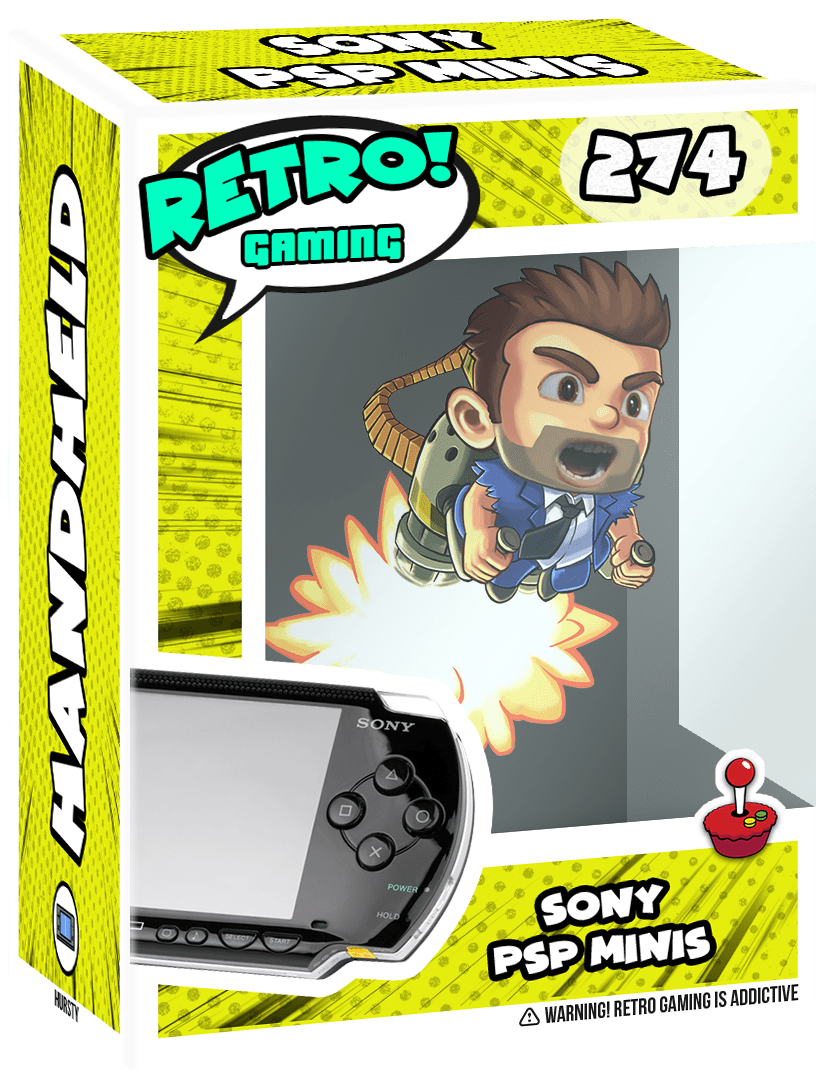 SONY
PSP MINIS
RETRO!
GAMING
274
HANDHELD
SONY
POWER
HOLD
SELECT
START
SONY
PSP MINIS
WARNING! RETRO GAMING IS ADDICTIVE
HURSTY